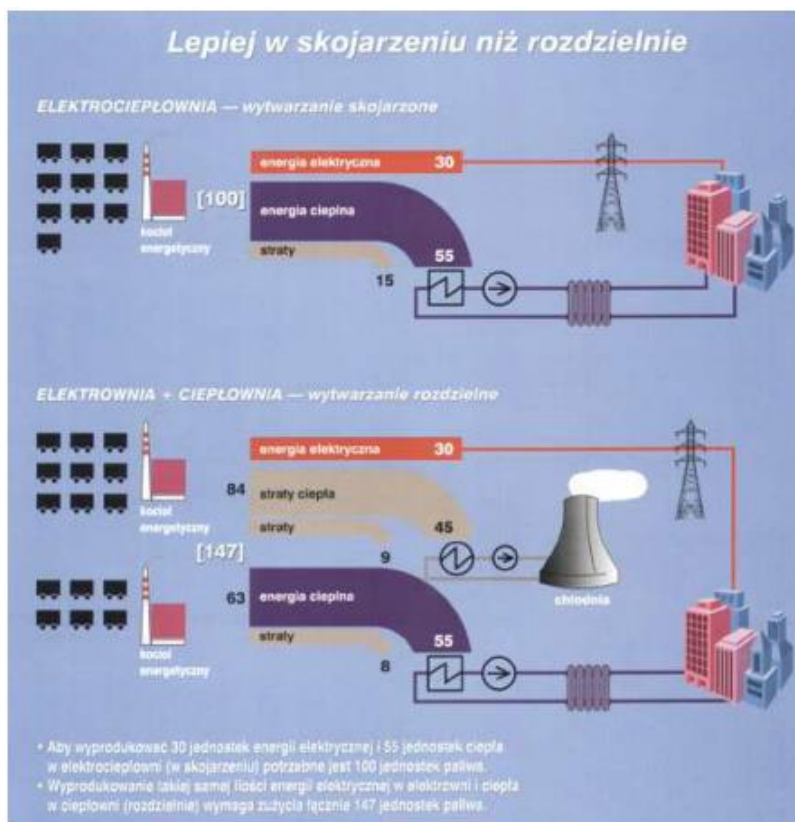 Lepiej w skojarzeniu niż rozdzielnie
ELEKTROCIEPŁOWNIA — wytwarzanie skojarzone
energia elektryczna 30
[100]
energia cieplna
kocioł
energetyczny
straty
55
15
ELEKTROWNIA + CIEPŁOWNIA — wytwarzanie rozdzielne
energia elektryczna 30
84
straty ciepła
kocioł
energetyczny
straty
45
9
[147]
chłodnia
63
energia cieplna
kocioł
energetyczny
straty
55
8
• Aby wyprodukować 30 jednostek energii elektrycznej i 55 jednostek ciepła
w elektrociepłowni (w skojarzeniu) potrzebne jest 100 jednostek paliwa.
• Wyprodukowanie takiej samej ilości energii elektrycznej w elektrowni i ciepła
w ciepłowni (rozdzielnie) wymaga zużycia łącznie 147 jednostek paliwa.